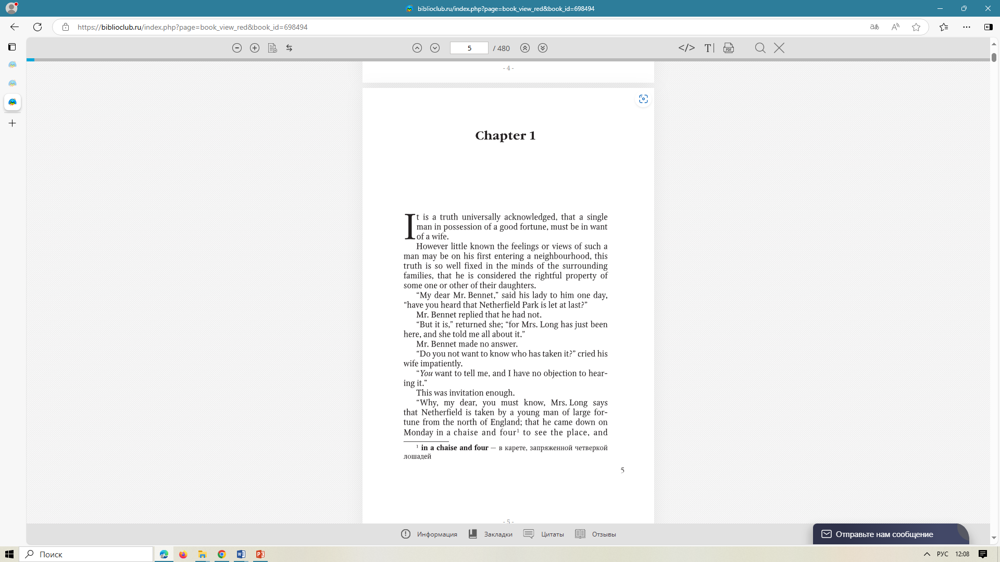 biblioclub.ru/index.php?page=book_view_red&book_id=698494
https://biblioclub.ru/index.php?page=book_view_red&book_id=698494
5 / 480
</> T| PDF
- 4 -
Chapter 1
It is a truth universally acknowledged, that a single
man in possession of a good fortune, must be in want
of a wife.
However little known the feelings or views of such a
man may be on his first entering a neighbourhood, this
truth is so well fixed in the minds of the surrounding
families, that he is considered the rightful property of
some one or other of their daughters.
“My dear Mr. Bennet,” said his lady to him one day,
“have you heard that Netherfield Park is let at last?”
Mr. Bennet replied that he had not.
“But it is,” returned she; “for Mrs. Long has just been
here, and she told me all about it.”
Mr. Bennet made no answer.
“Do you not want to know who has taken it?” cried his
wife impatiently.
“You want to tell me, and I have no objection to hear-
ing it.”
This was invitation enough.
“Why, my dear, you must know, Mrs. Long says
that Netherfield is taken by a young man of large for-
tune from the north of England; that he came down on
Monday in a chaise and four¹ to see the place, and
¹ in a chaise and four — в карете, запряженной четверкой
лошадей
5
- 5 -
Информация Закладки Цитаты Отзывы
Отправьте нам сообщение
Поиск
РУС 12:08